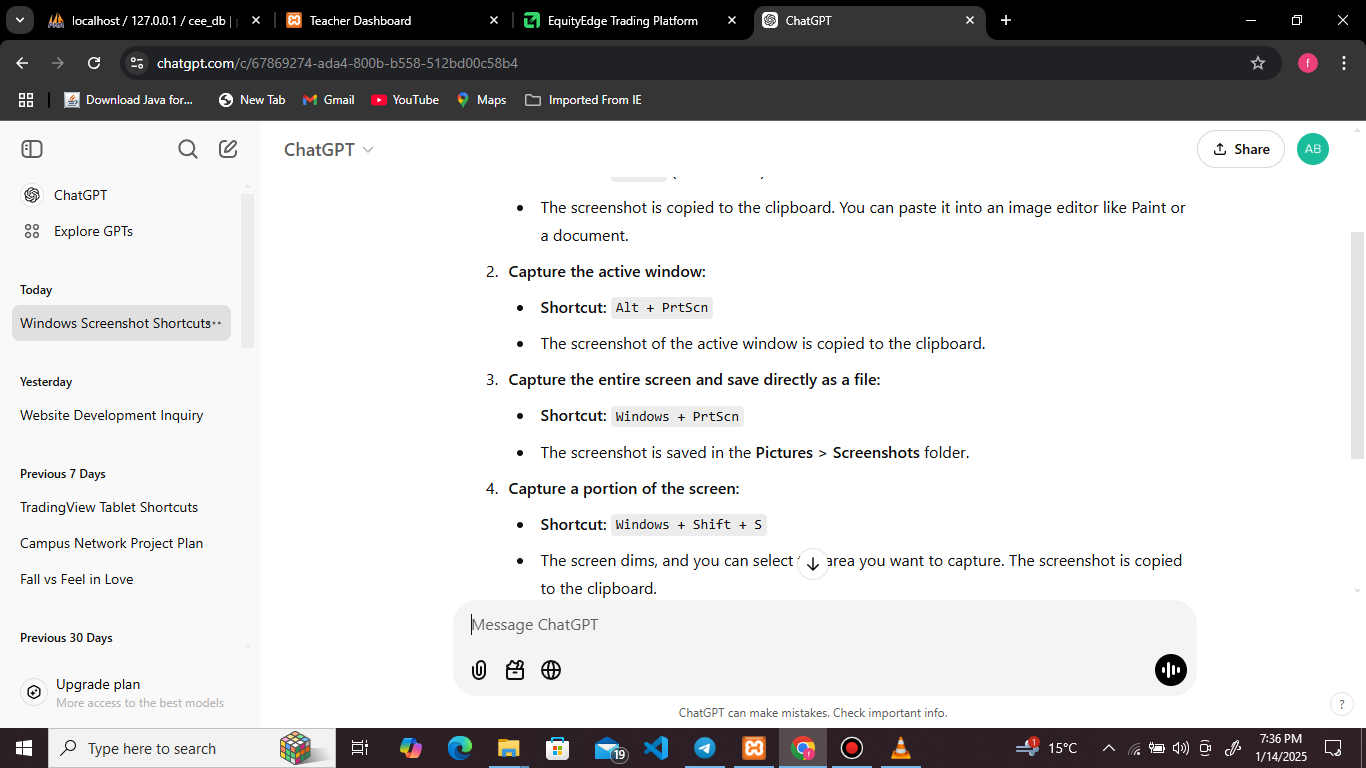 localhost / 127.0.0.1 / cee_db |
Teacher Dashboard
EquityEdge Trading Platform
ChatGPT
chatgpt.com/c/67869274-ada4-800b-b558-512bd00c58b4
f
Download Java for...
New Tab
Gmail
YouTube
Maps
Imported From IE
ChatGPT
Share
AB
ChatGPT
Explore GPTs
Today
Windows Screenshot Shortcuts
Yesterday
Website Development Inquiry
Previous 7 Days
TradingView Tablet Shortcuts
Campus Network Project Plan
Fall vs Feel in Love
Previous 30 Days
Upgrade plan
More access to the best models
• The screenshot is copied to the clipboard. You can paste it into an image editor like Paint or
a document.
2. Capture the active window:
• Shortcut: Alt + PrtScn
• The screenshot of the active window is copied to the clipboard.
3. Capture the entire screen and save directly as a file:
• Shortcut: Windows + PrtScn
• The screenshot is saved in the Pictures > Screenshots folder.
4. Capture a portion of the screen:
• Shortcut: Windows + Shift + S
• The screen dims, and you can select area you want to capture. The screenshot is copied
to the clipboard.
Message ChatGPT
ChatGPT can make mistakes. Check important info.
?
Type here to search
19
1
15°C
7:36 PM
1/14/2025